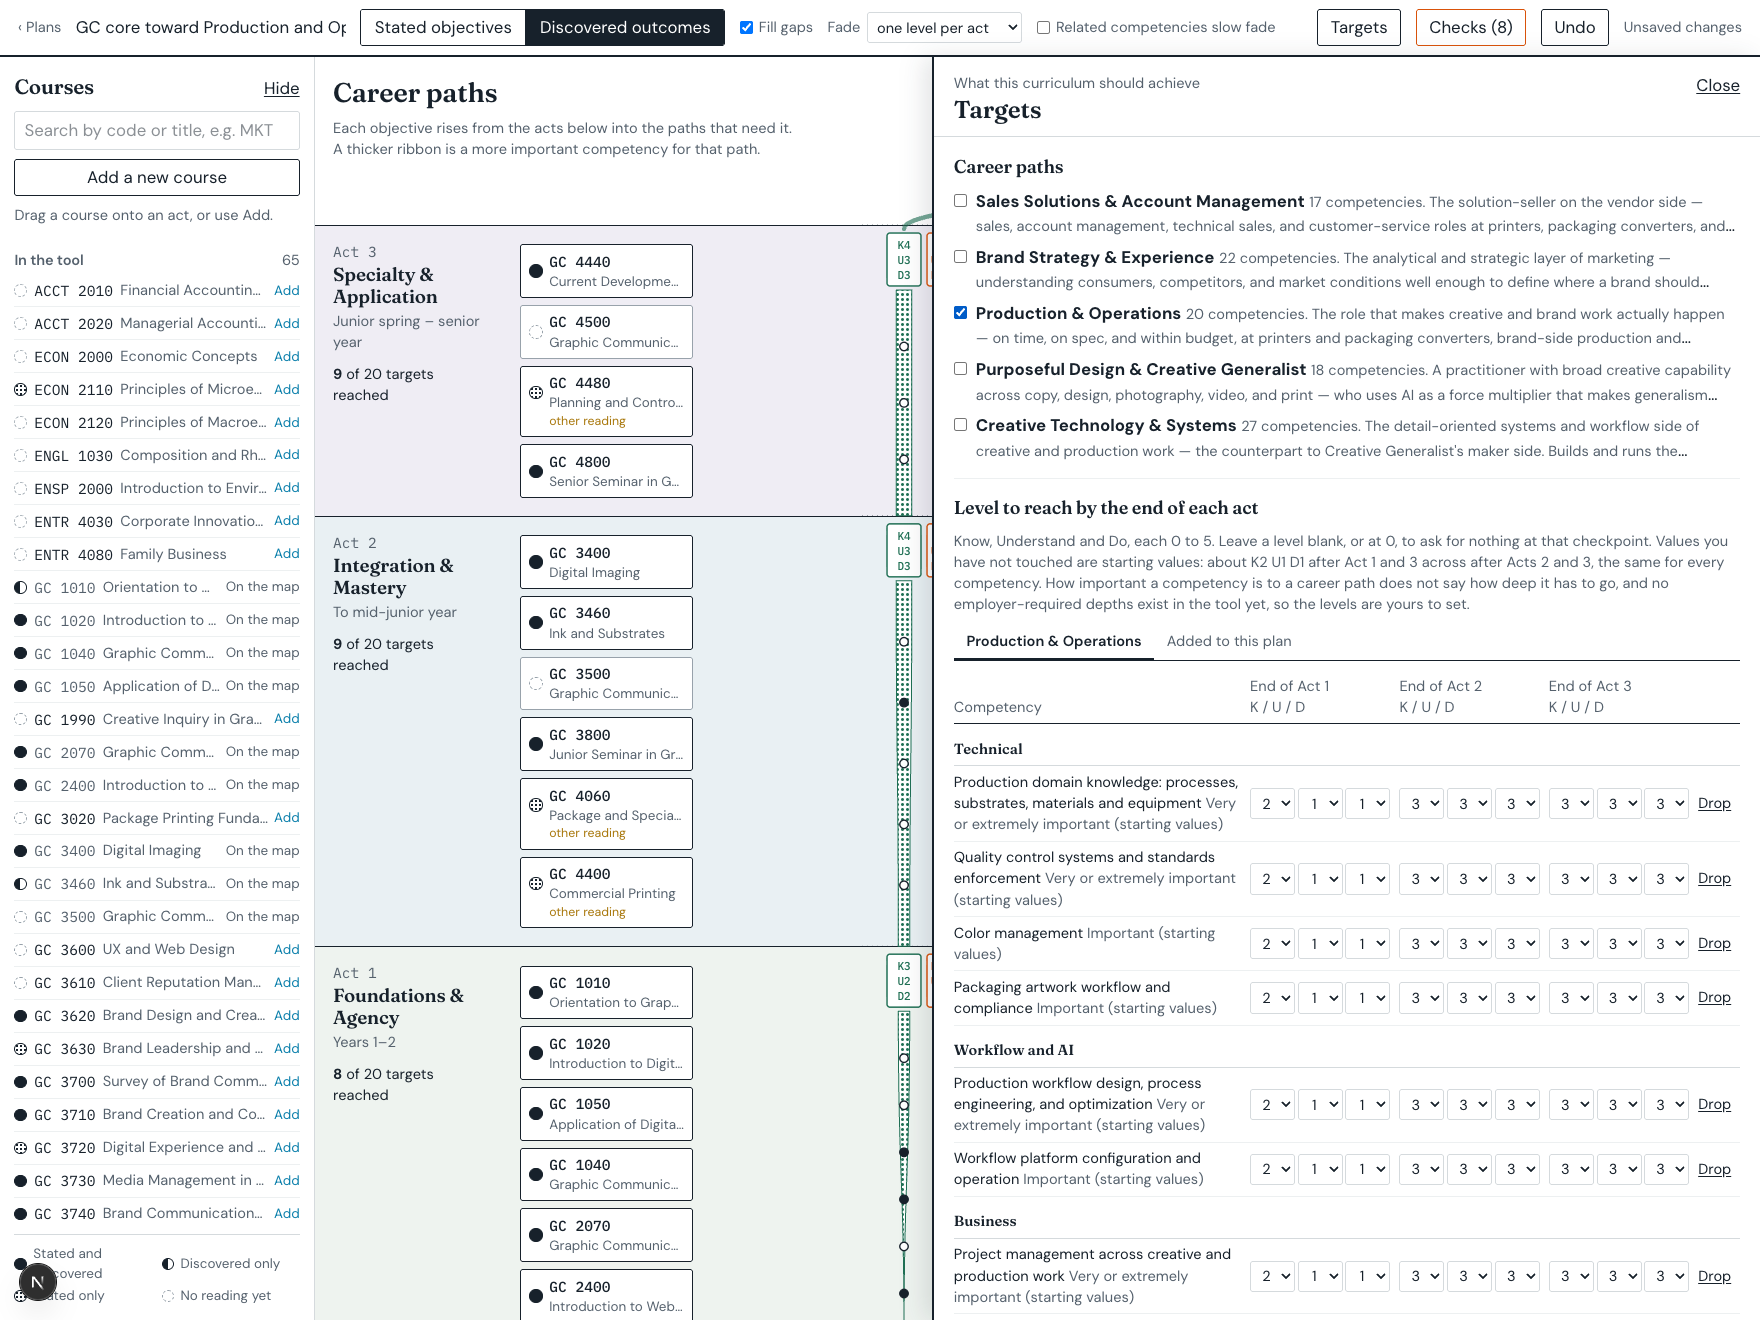 ‹ Plans
GC core toward Production and Op
Stated objectives
Discovered outcomes
Fill gaps
Fade
one level per act
Related competencies slow fade
Targets
Checks (8)
Undo
Unsaved changes
Courses
Hide
Search by code or title, e.g. MKT
Add a new course
Drag a course onto an act, or use Add.
In the tool 65
ACCT 2010 Financial Accountin... Add
ACCT 2020 Managerial Accounti... Add
ECON 2000 Economic Concepts Add
ECON 2110 Principles of Microe... Add
ECON 2120 Principles of Macroe... Add
ENGL 1030 Composition and Rh... Add
ENSP 2000 Introduction to Envir... Add
ENTR 4030 Corporate Innovatio... Add
ENTR 4080 Family Business Add
GC 1010 Orientation to ... On the map
GC 1020 Introduction to ... On the map
GC 1040 Graphic Comm... On the map
GC 1050 Application of D... On the map
GC 1990 Creative Inquiry in Gra... Add
GC 2070 Graphic Comm... On the map
GC 2400 Introduction to ... On the map
GC 3020 Package Printing Funda... Add
GC 3400 Digital Imaging On the map
GC 3460 Ink and Substra... On the map
GC 3500 Graphic Comm... On the map
GC 3600 UX and Web Design Add
GC 3610 Client Reputation Man... Add
GC 3620 Brand Design and Crea... Add
GC 3630 Brand Leadership and ... Add
GC 3700 Survey of Brand Comm... Add
GC 3710 Brand Creation and Co... Add
GC 3720 Digital Experience and ... Add
GC 3730 Media Management in ... Add
GC 3740 Brand Communication... Add
Stated and
covered
Discovered only
ated only
No reading yet
N
Career paths
Each objective rises from the acts below into the paths that need it.
A thicker ribbon is a more important competency for that path.
Act 3
Specialty &
Application
Junior spring – senior
year
9 of 20 targets
reached
GC 4440
Current Developme...
GC 4500
Graphic Communic...
GC 4480
Planning and Contro...
other reading
GC 4800
Senior Seminar in G...
K4
U3
D3
Act 2
Integration &
Mastery
To mid-junior year
9 of 20 targets
reached
GC 3400
Digital Imaging
GC 3460
Ink and Substrates
GC 3500
Graphic Communic...
GC 3800
Junior Seminar in Gr...
GC 4060
Package and Specia...
other reading
GC 4400
Commercial Printing
other reading
K4
U3
D3
Act 1
Foundations &
Agency
Years 1–2
8 of 20 targets
reached
GC 1010
Orientation to Grap...
GC 1020
Introduction to Digit...
GC 1050
Application of Digita...
GC 1040
Graphic Communic...
GC 2070
Graphic Communic...
GC 2400
Introduction to Web...
K3
U2
D2
What this curriculum should achieve
Targets
Close
Career paths
Sales Solutions & Account Management 17 competencies. The solution-seller on the vendor side —
sales, account management, technical sales, and customer-service roles at printers, packaging converters, and...
Brand Strategy & Experience 22 competencies. The analytical and strategic layer of marketing —
understanding consumers, competitors, and market conditions well enough to define where a brand should...
Production & Operations 20 competencies. The role that makes creative and brand work actually happen
— on time, on spec, and within budget, at printers and packaging converters, brand-side production and...
Purposeful Design & Creative Generalist 18 competencies. A practitioner with broad creative capability
across copy, design, photography, video, and print — who uses AI as a force multiplier that makes generalism...
Creative Technology & Systems 27 competencies. The detail-oriented systems and workflow side of
creative and production work — the counterpart to Creative Generalist's maker side. Builds and runs the...
Level to reach by the end of each act
Know, Understand and Do, each 0 to 5. Leave a level blank, or at 0, to ask for nothing at that checkpoint. Values you
have not touched are starting values: about K2 U1 D1 after Act 1 and 3 across after Acts 2 and 3, the same for every
competency. How important a competency is to a career path does not say how deep it has to go, and no
employer-required depths exist in the tool yet, so the levels are yours to set.
Production & Operations
Added to this plan
Competency
End of Act 1
K / U / D
End of Act 2
K / U / D
End of Act 3
K / U / D
Technical
Production domain knowledge: processes,
substrates, materials and equipment Very
or extremely important (starting values)
2 1 1 3 3 3 3 3 3 Drop
Quality control systems and standards
enforcement Very or extremely important
(starting values)
2 1 1 3 3 3 3 3 3 Drop
Color management Important (starting
values)
2 1 1 3 3 3 3 3 3 Drop
Packaging artwork workflow and
compliance Important (starting values)
2 1 1 3 3 3 3 3 3 Drop
Workflow and AI
Production workflow design, process
engineering, and optimization Very or
extremely important (starting values)
2 1 1 3 3 3 3 3 3 Drop
Workflow platform configuration and
operation Important (starting values)
2 1 1 3 3 3 3 3 3 Drop
Business
Project management across creative and
production work Very or extremely
important (starting values)
2 1 1 3 3 3 3 3 3 Drop